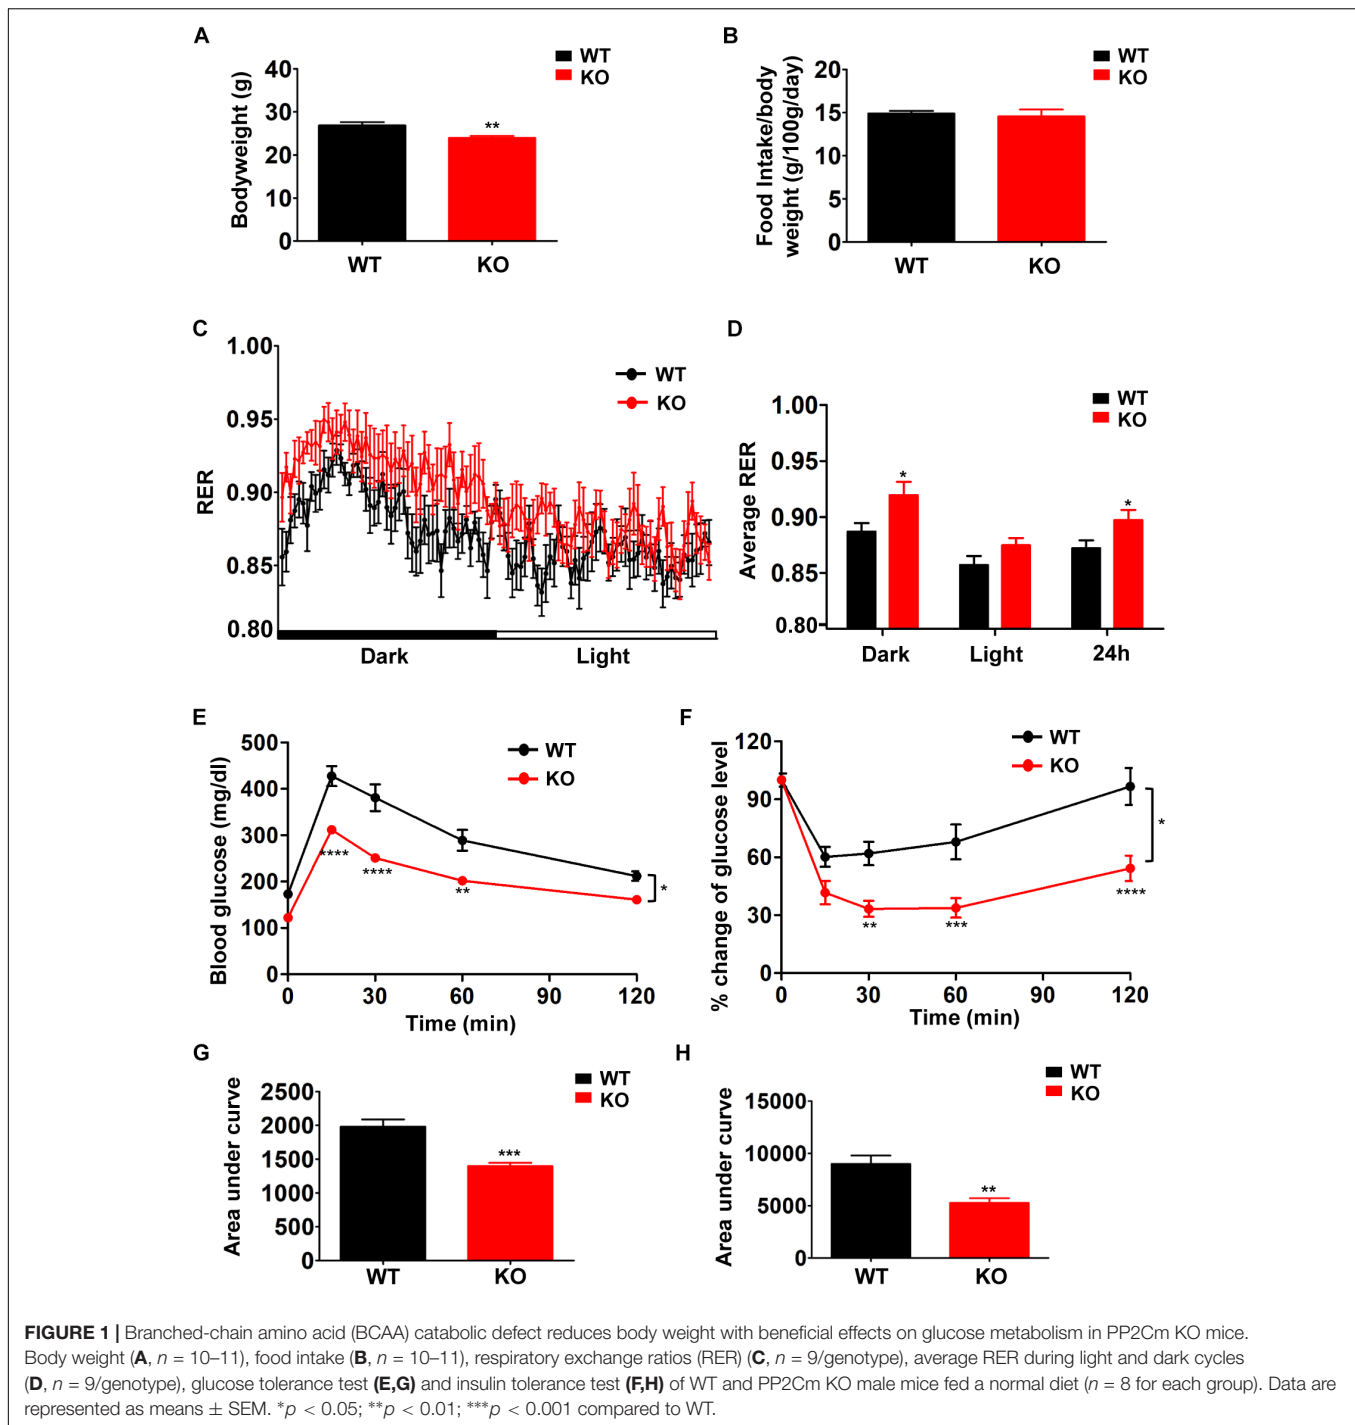 A
WT
KO
Bodyweight (g)
40
30
20
10
0
**
WT
KO
B
WT
KO
Food Intake/body
weight (g/100g/day)
20
15
10
5
0
WT
KO
C
1.00
0.95
0.90
0.85
0.80
RER
WT
KO
Dark
Light
D
WT
KO
1.00
0.95
0.90
0.85
0.80
Average RER
*
*
Dark
Light
24h
E
500
400
300
200
100
0
Blood glucose (mg/dl)
WT
KO
****
****
**
*
0
30
60
90
120
Time (min)
F
120
90
60
30
0
% change of glucose level
WT
KO
*
**
***
****
0
30
60
90
120
Time (min)
G
WT
KO
2500
2000
1500
1000
500
0
Area under curve
***
WT
KO
H
WT
KO
15000
10000
5000
0
Area under curve
**
WT
KO
FIGURE 1 | Branched-chain amino acid (BCAA) catabolic defect reduces body weight with beneficial effects on glucose metabolism in PP2Cm KO mice.
Body weight (A, n = 10–11), food intake (B, n = 10–11), respiratory exchange ratios (RER) (C, n = 9/genotype), average RER during light and dark cycles
(D, n = 9/genotype), glucose tolerance test (E,G) and insulin tolerance test (F,H) of WT and PP2Cm KO male mice fed a normal diet (n = 8 for each group). Data are
represented as means ± SEM. *p < 0.05; **p < 0.01; ***p < 0.001 compared to WT.